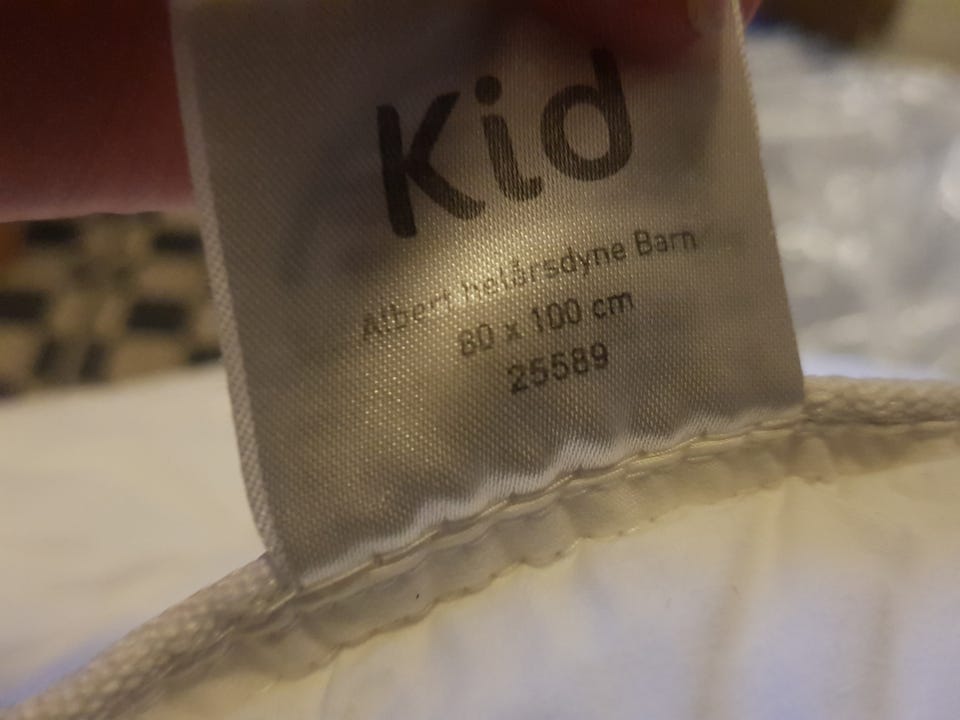 Kid
Albert helårsdyne Barn
80 x 100 cm
25589